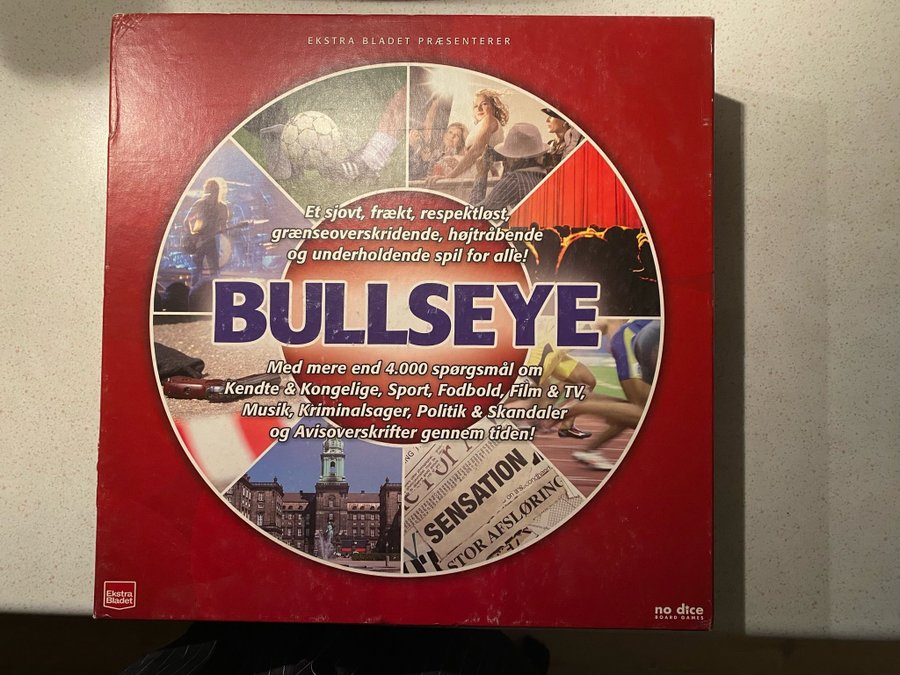 EKSTRA BLADET PRÆSENTERER
Et sjovt, frækt, respektløst,
grænseoverskridende, højtråbende
og underholdende spil for alle!
BULLSEYE
Med mere end 4.000 spørgsmål om
Kendte & Kongelige, Sport, Fodbold, Film & TV,
Musik, Kriminalsager, Politik & Skandaler
og Avisoverskrifter gennem tiden!
SENSATION
STOR AFSLØRING
Ekstra
Bladet
no dice
BOARD GAMES